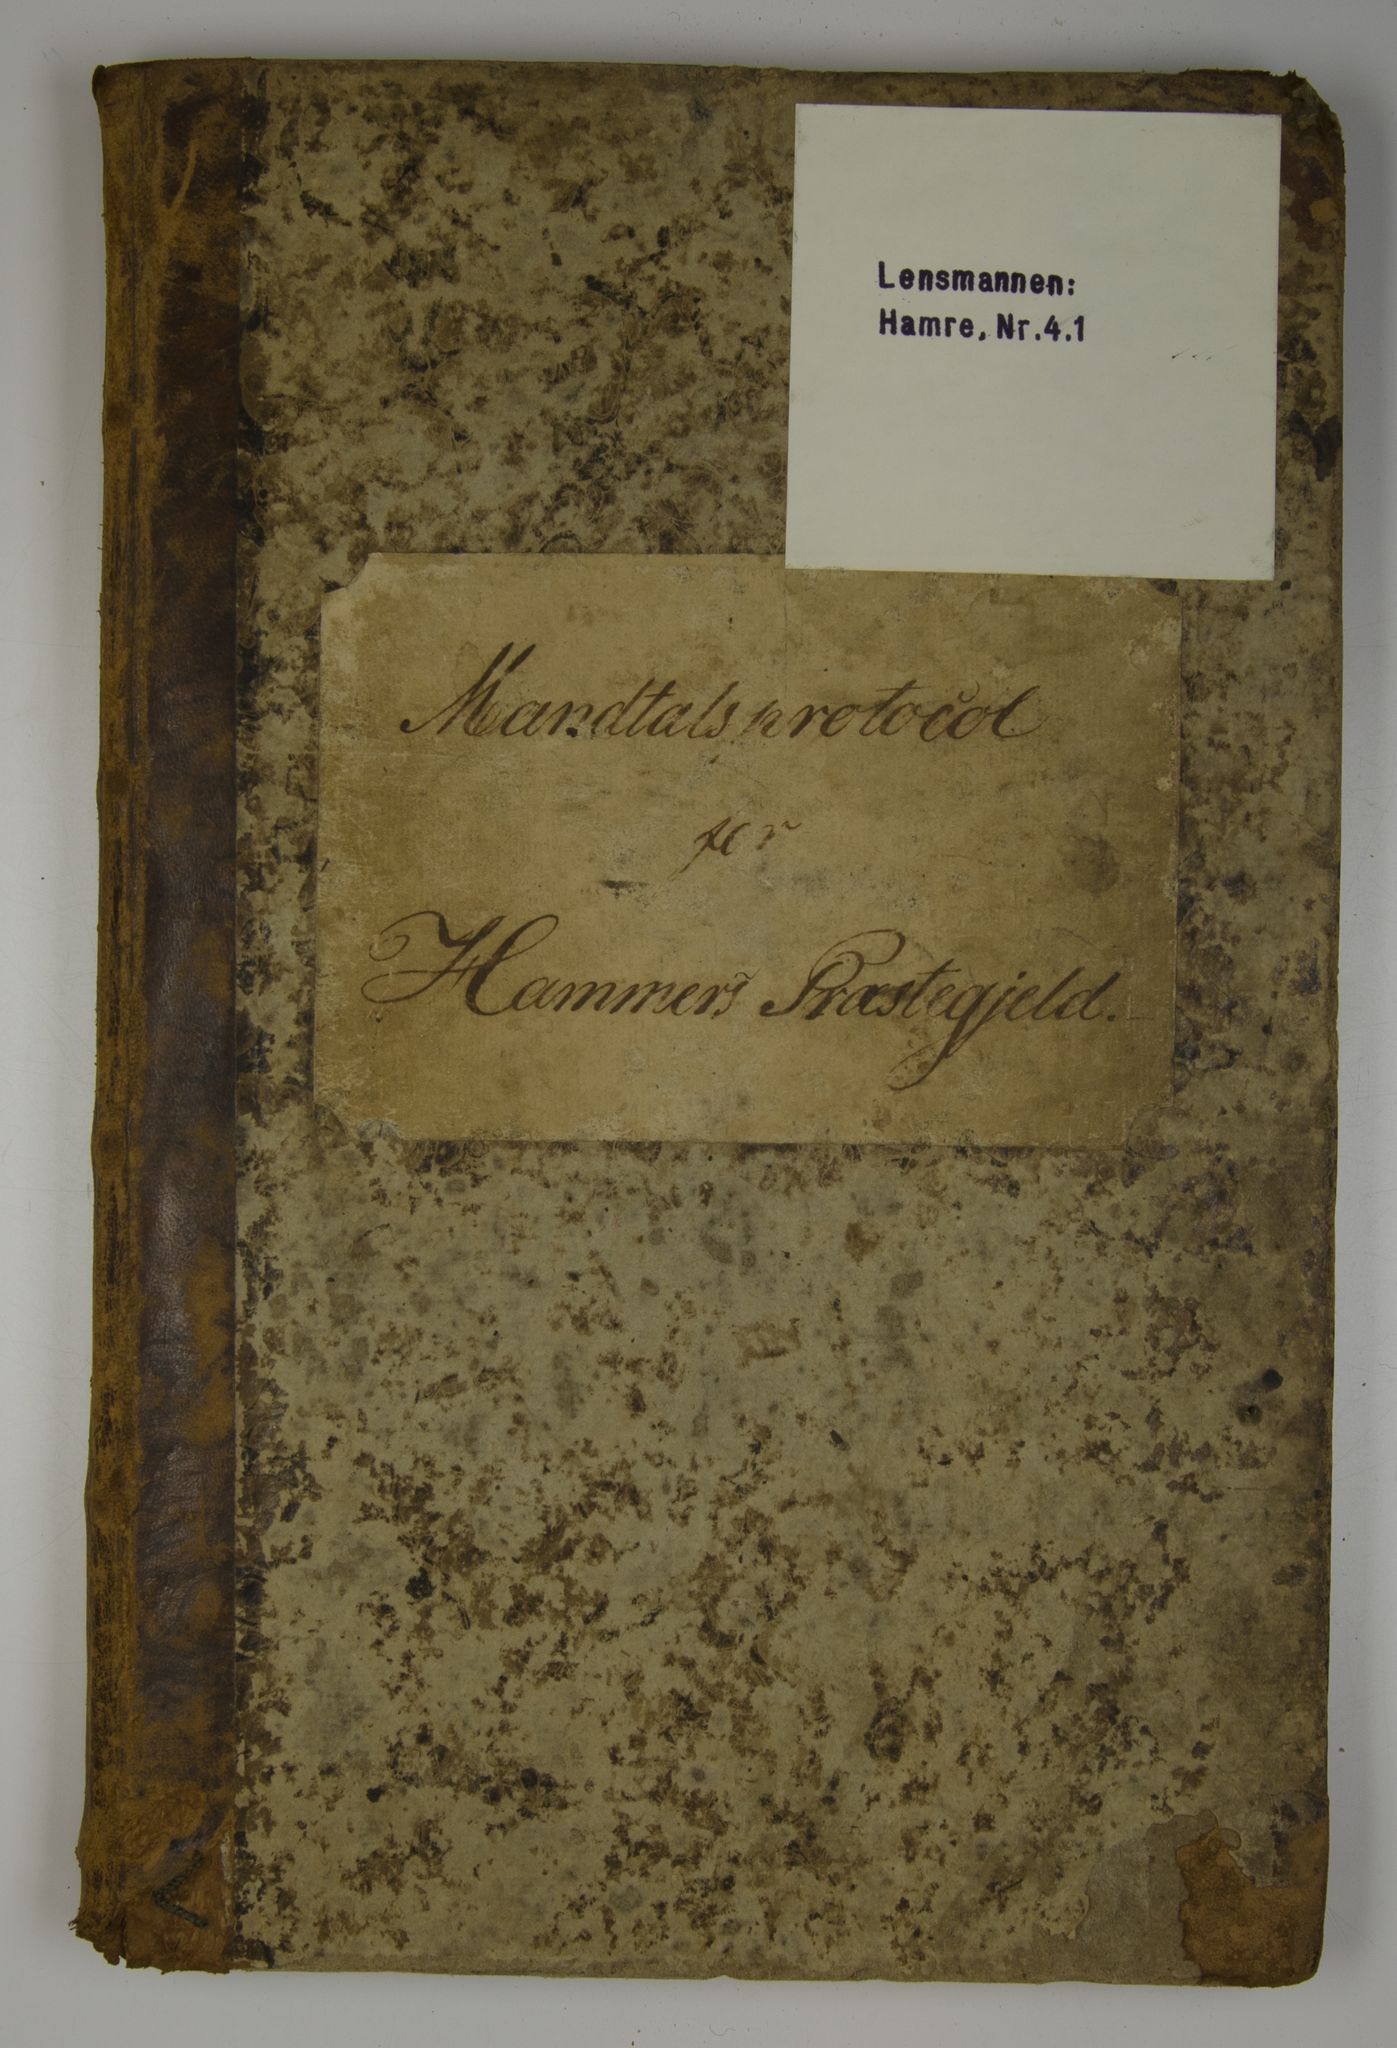 Lensmannen:
Hamre, Nr.4.1
Mandtalsprotocol
for
Hammers Præstegjeld.